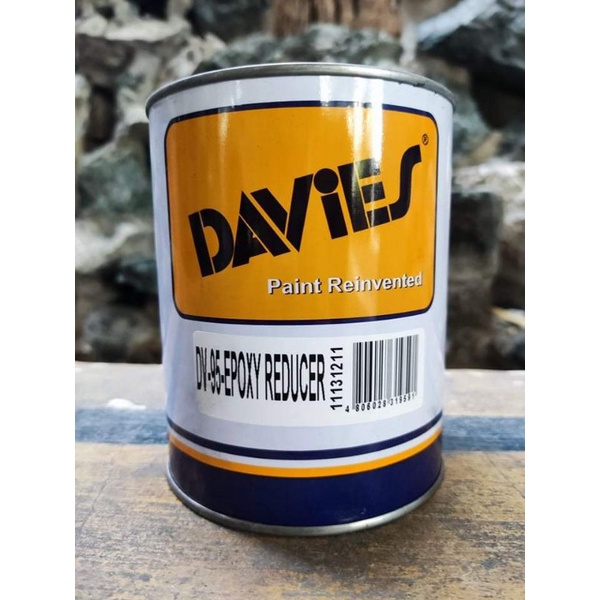 DAViES®
Paint Reinvented
DV-95-EPOXY REDUCER
11131211